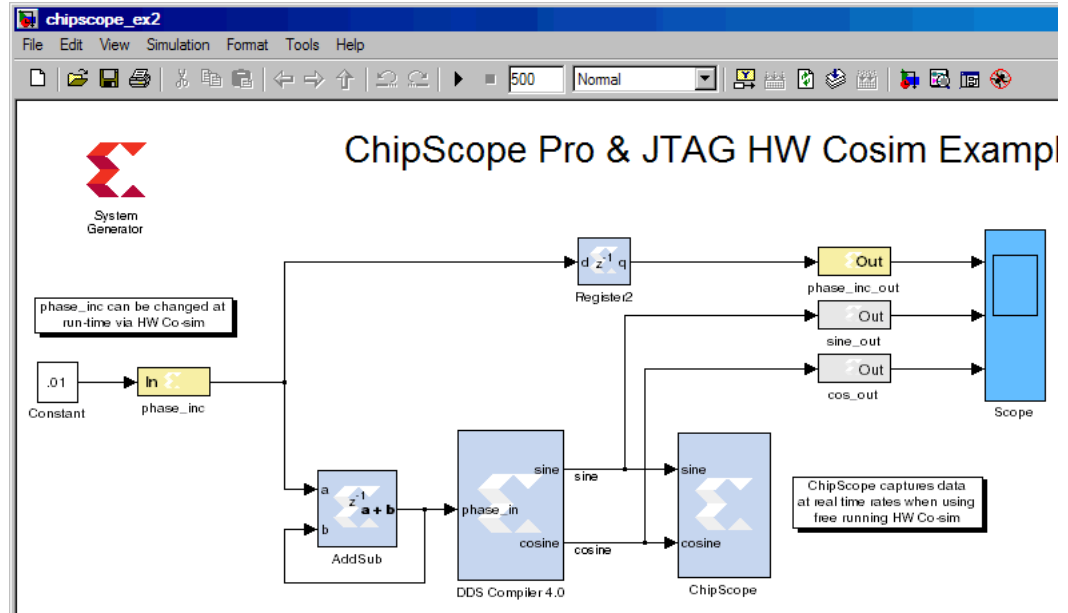 chipscope_ex2
File Edit View Simulation Format Tools Help
500 Normal
ChipScope Pro & JTAG HW Cosim Exampl
System
Generator
d z-1 q
Register2
Out
phase_inc_out
Out
sine_out
Out
cos_out
Scope
phase_inc can be changed at
run-time via HW Co-sim
.01
Constant
In
phase_inc
a
b
z-1
a + b
AddSub
phase_in
sine
cosine
DDS Compiler 4.0
sine
cosine
sine
cosine
ChipScope
ChipScope captures data
at real time rates when using
free running HW Co-sim